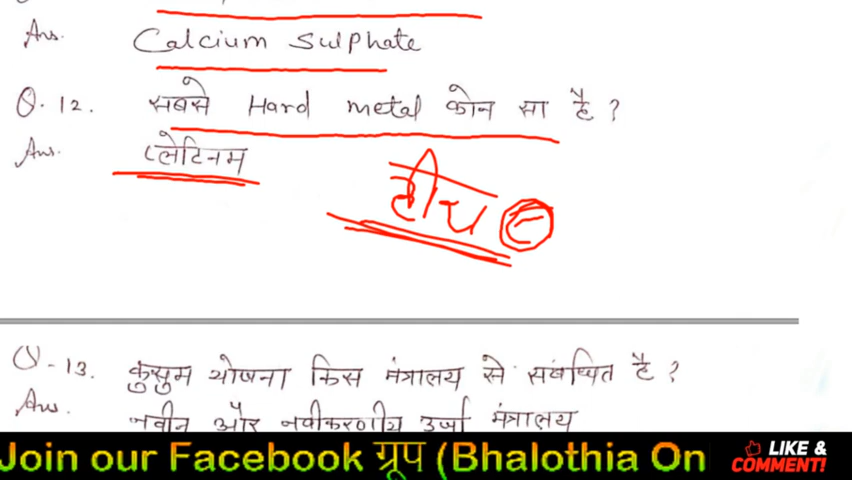 Ans. Calcium Sulphate
Q.12. सबसे Hard metal कोन सा है ?
Ans. प्लेटिनम
हीरा C
Q-13. कुसुम योजना किस मंत्रालय से संबंधित है ?
Ans. नवीन और नवीकरणीय उर्जा मंत्रालय
Join our Facebook ग्रूप (Bhalothia On
LIKE &
COMMENT!